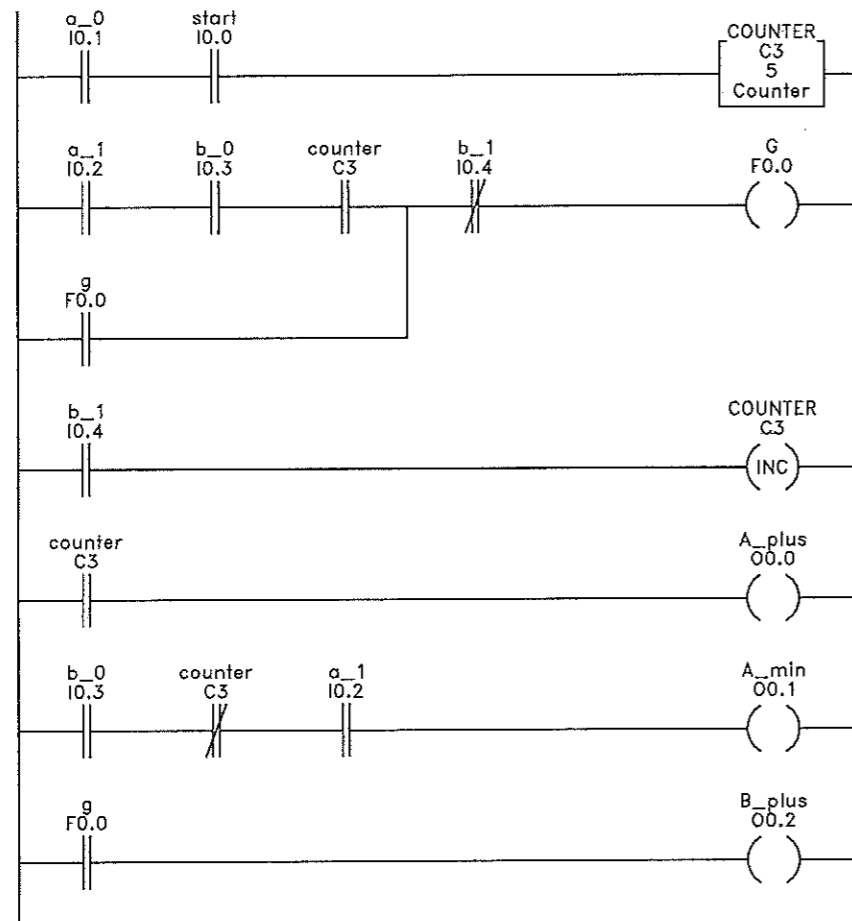 a_0
I0.1
start
I0.0
COUNTER
C3
5
Counter
a_1
I0.2
b_0
I0.3
counter
C3
b_1
I0.4
G
F0.0
g
F0.0
b_1
I0.4
COUNTER
C3
INC
counter
C3
A_plus
O0.0
b_0
I0.3
counter
C3
a_1
I0.2
A_min
O0.1
g
F0.0
B_plus
O0.2